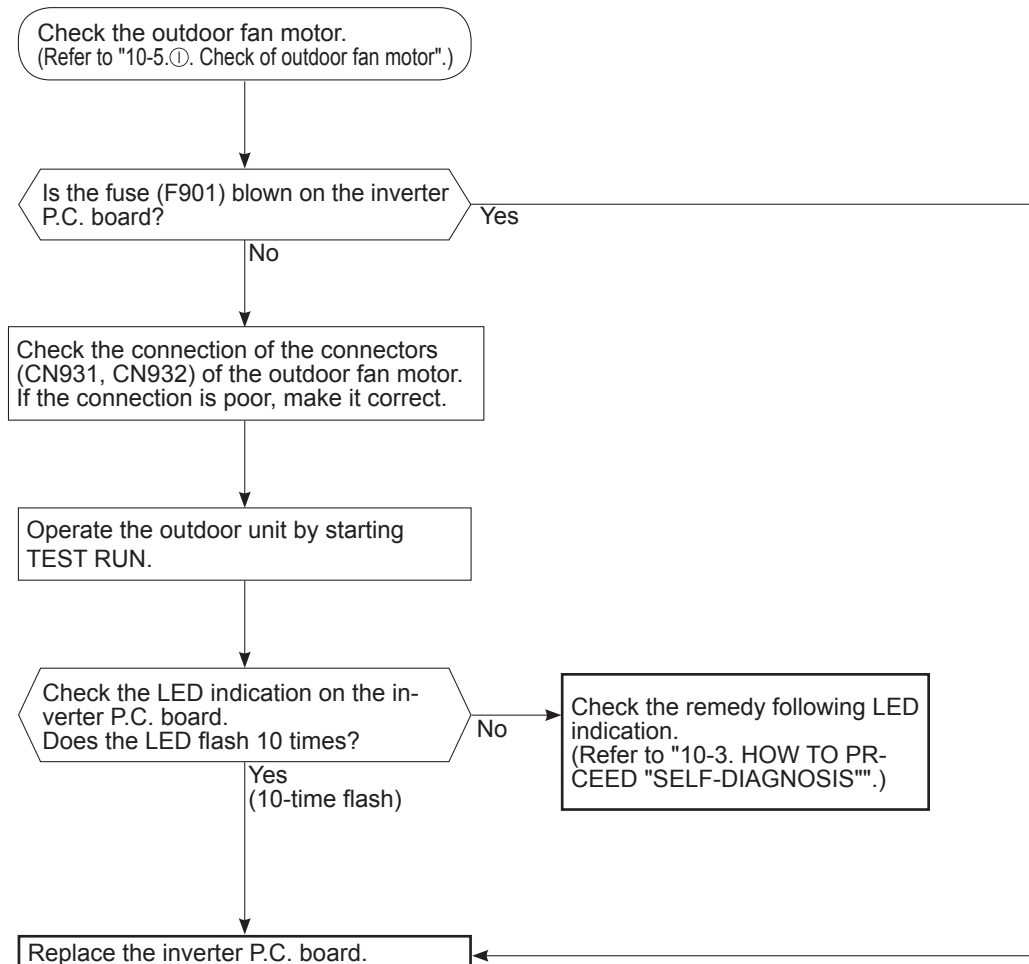 Check the outdoor fan motor.
(Refer to "10-5.Ⓘ. Check of outdoor fan motor".)
Is the fuse (F901) blown on the inverter
P.C. board?
Yes
No
Check the connection of the connectors
(CN931, CN932) of the outdoor fan motor.
If the connection is poor, make it correct.
Operate the outdoor unit by starting
TEST RUN.
Check the LED indication on the in-
verter P.C. board.
Does the LED flash 10 times?
No
Check the remedy following LED
indication.
(Refer to "10-3. HOW TO PR-
CEED "SELF-DIAGNOSIS"".)
Yes
(10-time flash)
Replace the inverter P.C. board.